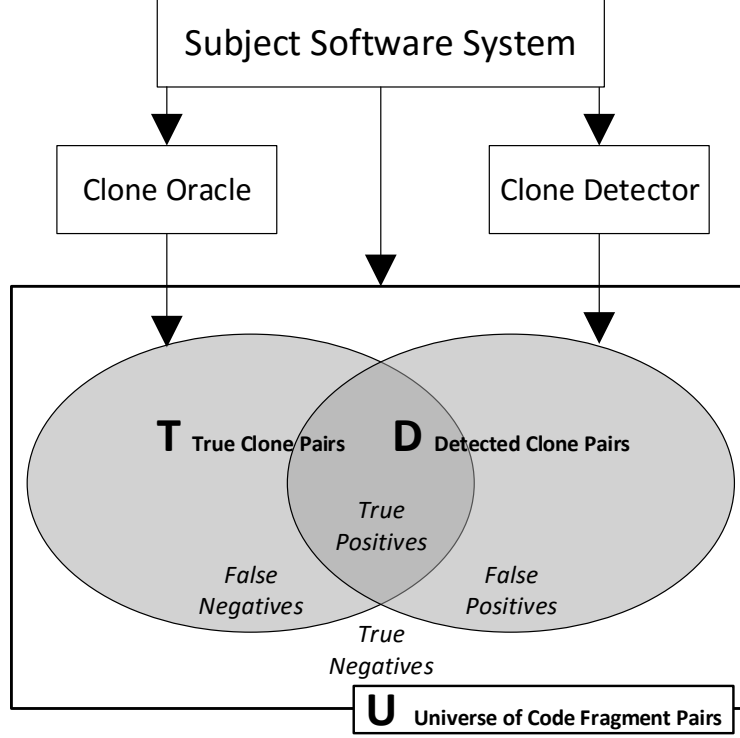 Subject Software System
Clone Oracle
Clone Detector
T True Clone Pairs
D Detected Clone Pairs
True
Positives
False
Negatives
False
Positives
True
Negatives
U Universe of Code Fragment Pairs